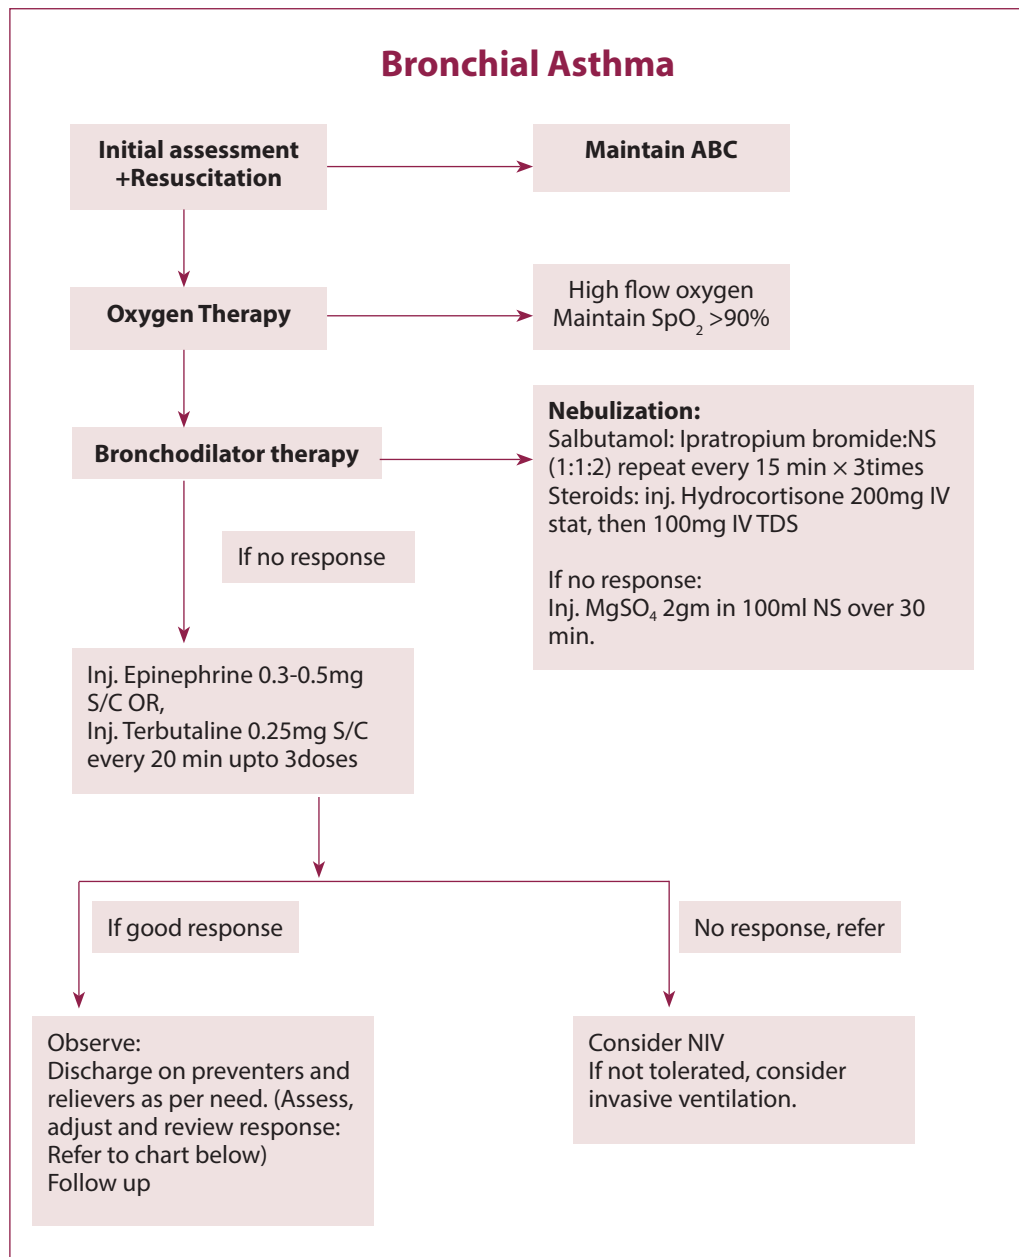 Bronchial Asthma
Initial assessment
+Resuscitation
Maintain ABC
Oxygen Therapy
High flow oxygen
Maintain SpO₂ >90%
Bronchodilator therapy
Nebulization:
Salbutamol: Ipratropium bromide:NS
(1:1:2) repeat every 15 min × 3times
Steroids: inj. Hydrocortisone 200mg IV
stat, then 100mg IV TDS
If no response:
Inj. MgSO₄ 2gm in 100ml NS over 30
min.
If no response
Inj. Epinephrine 0.3-0.5mg
S/C OR,
Inj. Terbutaline 0.25mg S/C
every 20 min upto 3doses
If good response
No response, refer
Observe:
Discharge on preventers and
relievers as per need. (Assess,
adjust and review response:
Refer to chart below)
Follow up
Consider NIV
If not tolerated, consider
invasive ventilation.